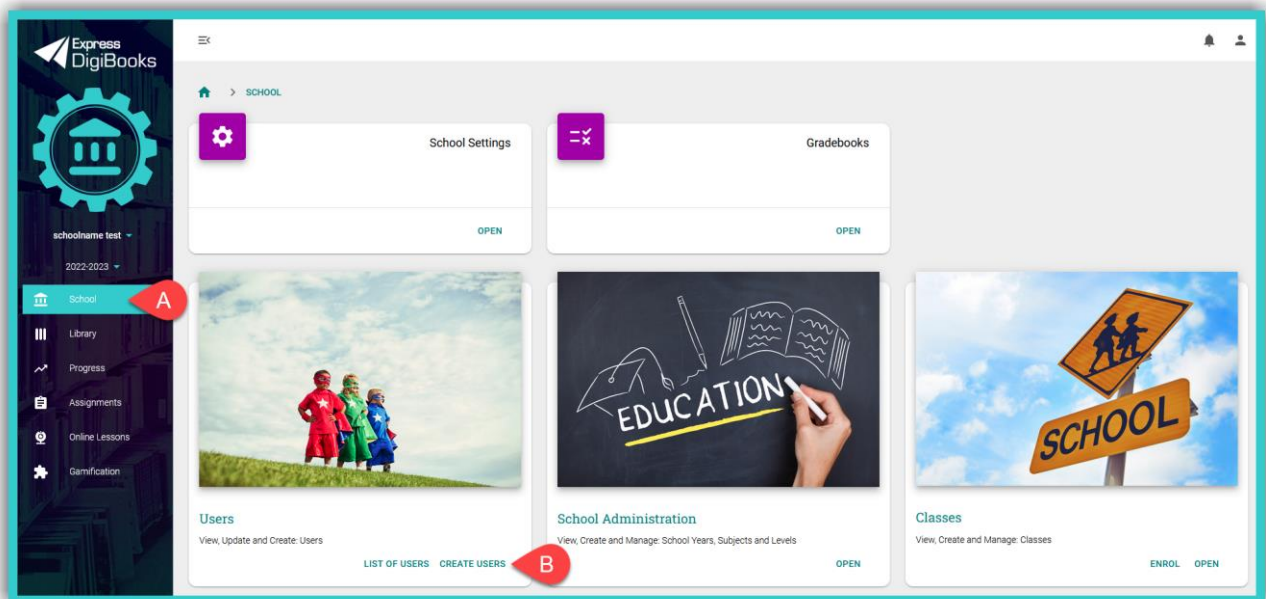 Express
DigiBooks
schoolname test
2022-2023
School
A
Library
Progress
Assignments
Online Lessons
Gamification
SCHOOL
School Settings
OPEN
Gradebooks
OPEN
EDUCATION
SCHOOL
Users
View, Update and Create: Users
LIST OF USERS CREATE USERS
B
School Administration
View, Create and Manage: School Years, Subjects and Levels
OPEN
Classes
View, Create and Manage: Classes
ENROL OPEN